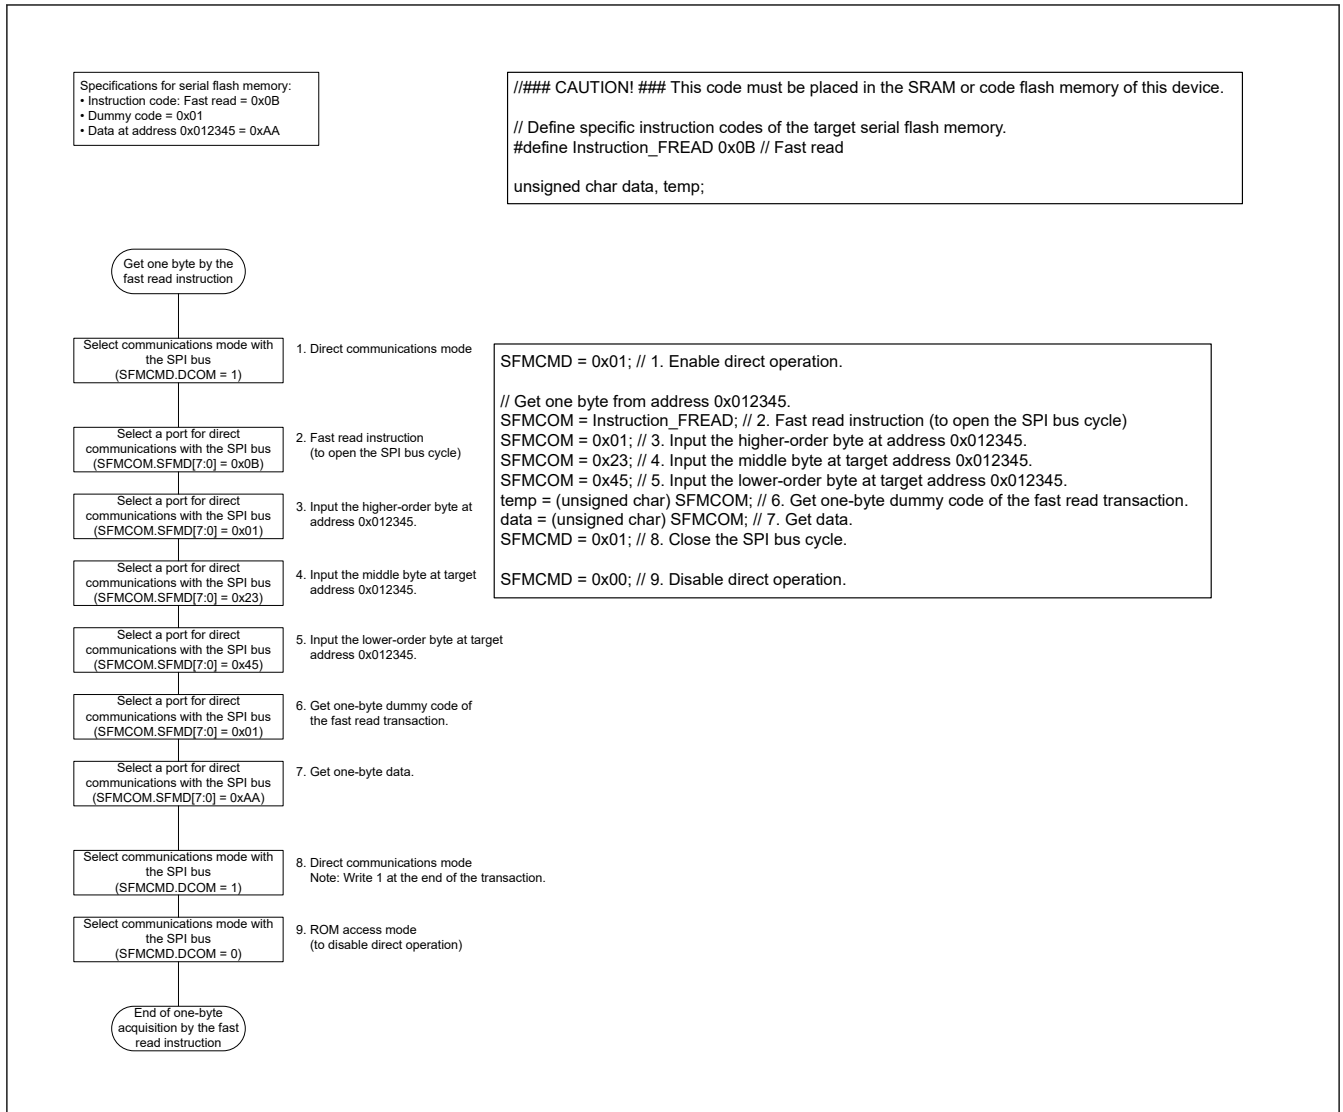 Specifications for serial flash memory:
• Instruction code: Fast read = 0x0B
• Dummy code = 0x01
• Data at address 0x012345 = 0xAA
//### CAUTION! ### This code must be placed in the SRAM or code flash memory of this device.
// Define specific instruction codes of the target serial flash memory.
#define Instruction_FREAD 0x0B // Fast read
unsigned char data, temp;
Get one byte by the
fast read instruction
Select communications mode with
the SPI bus
(SFMCMD.DCOM = 1)
1. Direct communications mode
Select a port for direct
communications with the SPI bus
(SFMCOM.SFMD[7:0] = 0x0B)
2. Fast read instruction
(to open the SPI bus cycle)
Select a port for direct
communications with the SPI bus
(SFMCOM.SFMD[7:0] = 0x01)
3. Input the higher-order byte at
address 0x012345.
Select a port for direct
communications with the SPI bus
(SFMCOM.SFMD[7:0] = 0x23)
4. Input the middle byte at target
address 0x012345.
Select a port for direct
communications with the SPI bus
(SFMCOM.SFMD[7:0] = 0x45)
5. Input the lower-order byte at target
address 0x012345.
Select a port for direct
communications with the SPI bus
(SFMCOM.SFMD[7:0] = 0x01)
6. Get one-byte dummy code of
the fast read transaction.
Select a port for direct
communications with the SPI bus
(SFMCOM.SFMD[7:0] = 0xAA)
7. Get one-byte data.
Select communications mode with
the SPI bus
(SFMCMD.DCOM = 1)
8. Direct communications mode
Note: Write 1 at the end of the transaction.
Select communications mode with
the SPI bus
(SFMCMD.DCOM = 0)
9. ROM access mode
(to disable direct operation)
End of one-byte
acquisition by the fast
read instruction
SFMCMD = 0x01; // 1. Enable direct operation.
// Get one byte from address 0x012345.
SFMCOM = Instruction_FREAD; // 2. Fast read instruction (to open the SPI bus cycle)
SFMCOM = 0x01; // 3. Input the higher-order byte at address 0x012345.
SFMCOM = 0x23; // 4. Input the middle byte at target address 0x012345.
SFMCOM = 0x45; // 5. Input the lower-order byte at target address 0x012345.
temp = (unsigned char) SFMCOM; // 6. Get one-byte dummy code of the fast read transaction.
data = (unsigned char) SFMCOM; // 7. Get data.
SFMCMD = 0x01; // 8. Close the SPI bus cycle.
SFMCMD = 0x00; // 9. Disable direct operation.